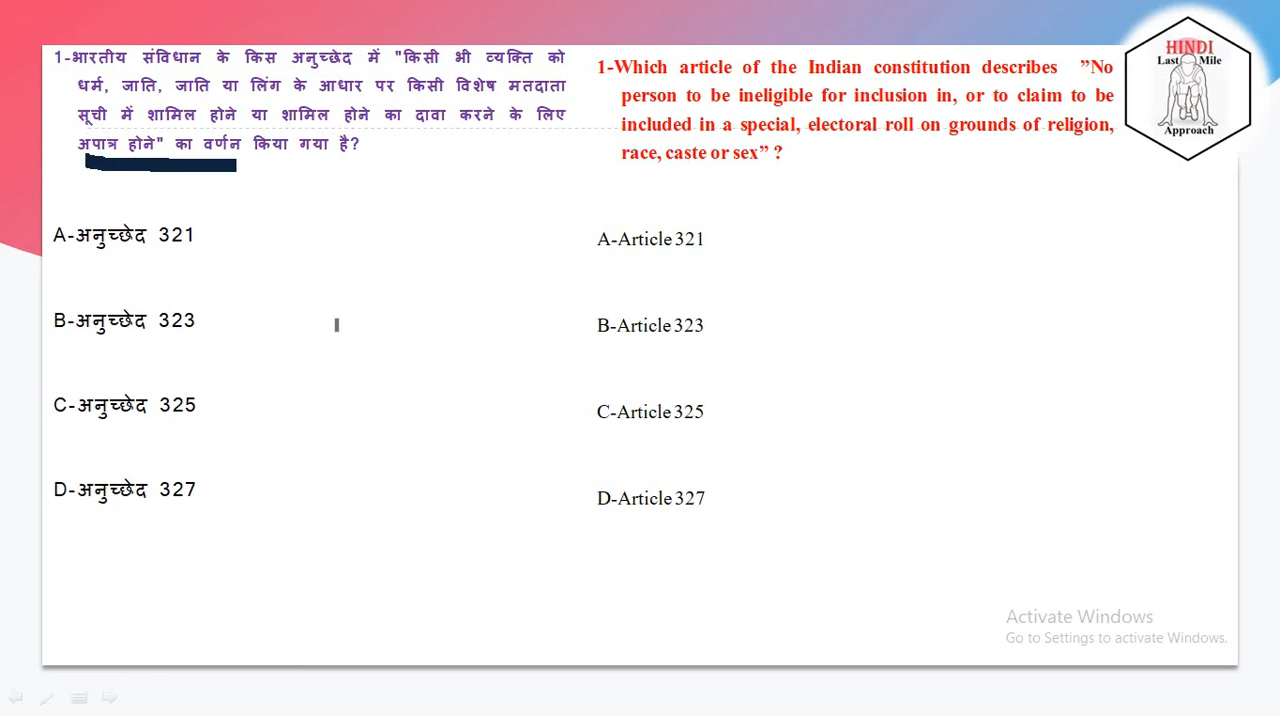 1-भारतीय संविधान के किस अनुच्छेद में "किसी भी व्यक्ति को
धर्म, जाति, जाति या लिंग के आधार पर किसी विशेष मतदाता
सूची में शामिल होने या शामिल होने का दावा करने के लिए
अपात्र होने" का वर्णन किया गया है?
A-अनुच्छेद 321
B-अनुच्छेद 323
C-अनुच्छेद 325
D-अनुच्छेद 327
1-Which article of the Indian constitution describes ”No
person to be ineligible for inclusion in, or to claim to be
included in a special, electoral roll on grounds of religion,
race, caste or sex” ?
A-Article 321
B-Article 323
C-Article 325
D-Article 327
HINDI
Last Mile
Approach
Activate Windows
Go to Settings to activate Windows.